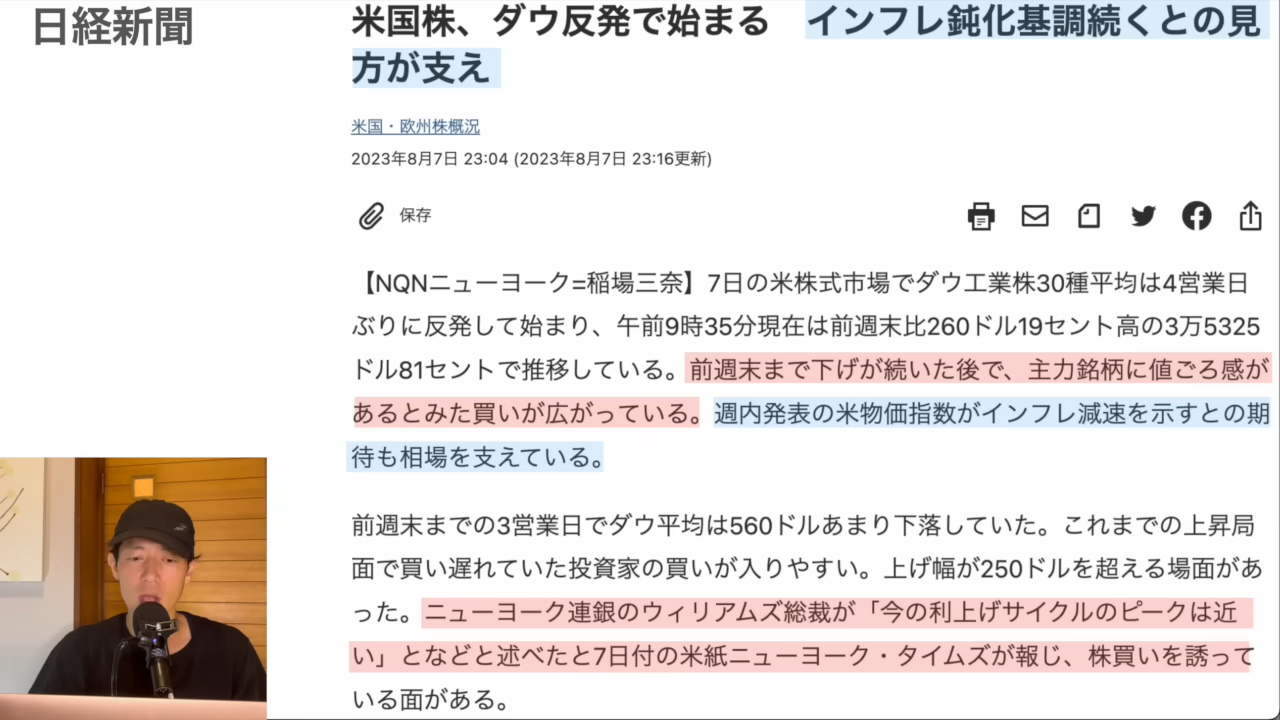 日経新聞
米国株、ダウ反発で始まる　インフレ鈍化基調続くとの見
方が支え
米国・欧州株概況
2023年8月7日 23:04 (2023年8月7日 23:16更新)
保存
【NQNニューヨーク=稲場三奈】7日の米株式市場でダウ工業株30種平均は4営業日
ぶりに反発して始まり、午前9時35分現在は前週末比260ドル19セント高の3万5325
ドル81セントで推移している。前週末まで下げが続いた後で、主力銘柄に値ごろ感が
あるとみた買いが広がっている。週内発表の米物価指数がインフレ減速を示すとの期
待も相場を支えている。
前週末までの3営業日でダウ平均は560ドルあまり下落していた。これまでの上昇局
面で買い遅れていた投資家の買いが入りやすい。上げ幅が250ドルを超える場面があ
った。ニューヨーク連銀のウィリアムズ総裁が「今の利上げサイクルのピークは近
い」となどと述べたと7日付の米紙ニューヨーク・タイムズが報じ、株買いを誘って
いる面がある。